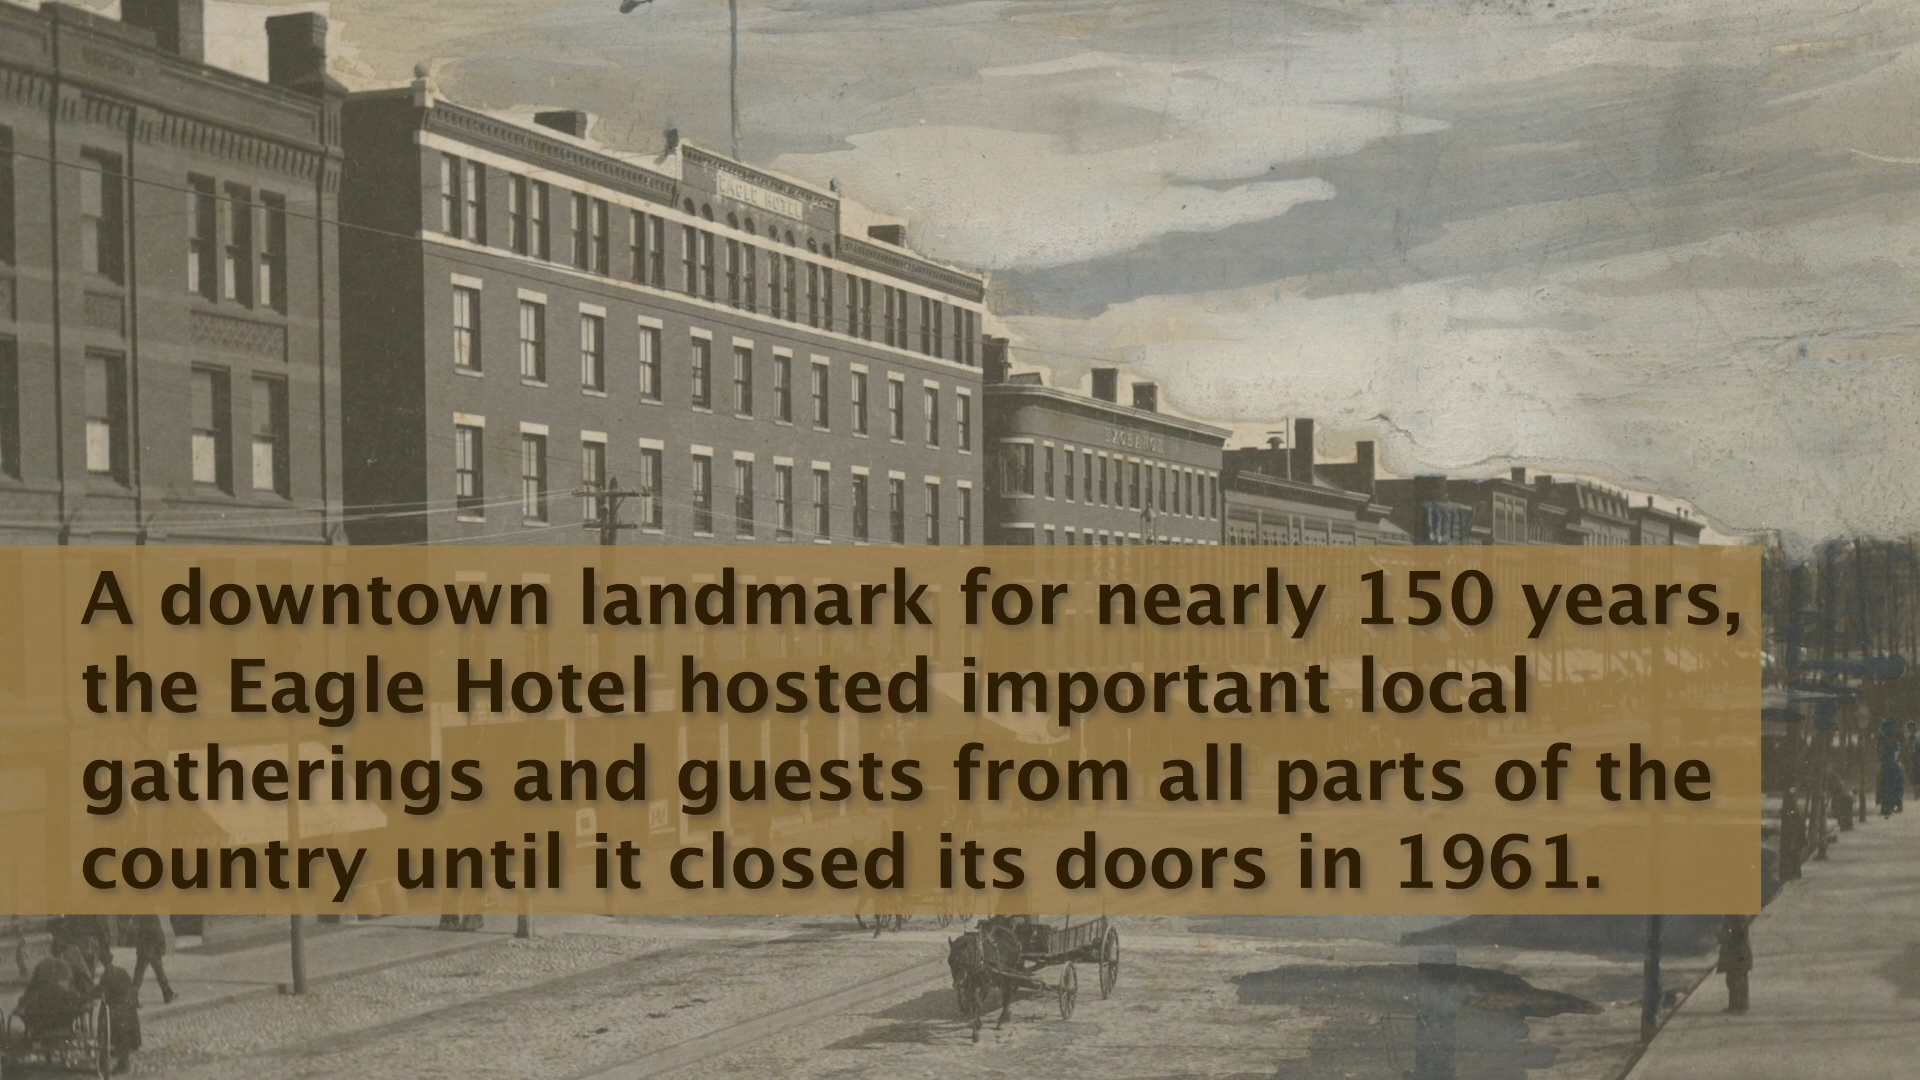 EAGLE HOTEL
EXCHANGE
A downtown landmark for nearly 150 years,
the Eagle Hotel hosted important local
gatherings and guests from all parts of the
country until it closed its doors in 1961.